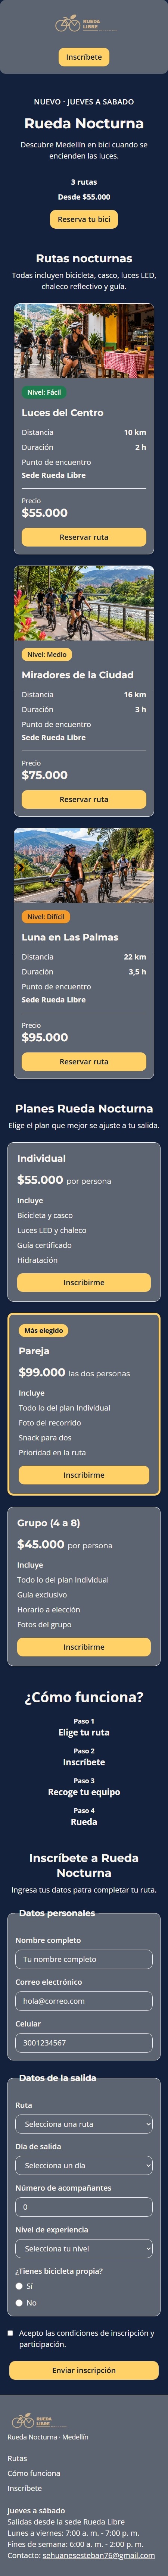 RUEDA
LIBRE
Inscríbete
NUEVO · JUEVES A SABADO
Rueda Nocturna
Descubre Medellín en bici cuando se
encienden las luces.
3 rutas
Desde $55.000
Reserva tu bici
Rutas nocturnas
Todas incluyen bicicleta, casco, luces LED,
chaleco reflectivo y guía.
Nivel: Fácil
Luces del Centro
Distancia 10 km
Duración 2 h
Punto de encuentro
Sede Rueda Libre
Precio
$55.000
Reservar ruta
Nivel: Medio
Miradores de la Ciudad
Distancia 16 km
Duración 3 h
Punto de encuentro
Sede Rueda Libre
Precio
$75.000
Reservar ruta
Nivel: Difícil
Luna en Las Palmas
Distancia 22 km
Duración 3,5 h
Punto de encuentro
Sede Rueda Libre
Precio
$95.000
Reservar ruta
Planes Rueda Nocturna
Elige el plan que mejor se ajuste a tu salida.
Individual
$55.000 por persona
Incluye
Bicicleta y casco
Luces LED y chaleco
Guía certificado
Hidratación
Inscribirme
Más elegido
Pareja
$99.000 las dos personas
Incluye
Todo lo del plan Individual
Foto del recorrido
Snack para dos
Prioridad en la ruta
Inscribirme
Grupo (4 a 8)
$45.000 por persona
Incluye
Todo lo del plan Individual
Guía exclusivo
Horario a elección
Fotos del grupo
Inscribirme
¿Cómo funciona?
Paso 1
Elige tu ruta
Paso 2
Inscríbete
Paso 3
Recoge tu equipo
Paso 4
Rueda
Inscríbete a Rueda
Nocturna
Ingresa tus datos patra completar tu ruta.
Datos personales
Nombre completo
Tu nombre completo
Correo electrónico
hola@correo.com
Celular
3001234567
Datos de la salida
Ruta
Selecciona una ruta
Día de salida
Selecciona un día
Número de acompañantes
0
Nivel de experiencia
Selecciona tu nivel
¿Tienes bicicleta propia?
Sí
No
Acepto las condiciones de inscripción y
participación.
Enviar inscripción
RUEDA
LIBRE
Rueda Nocturna · Medellín
Rutas
Cómo funciona
Inscríbete
Jueves a sábado
Salidas desde la sede Rueda Libre
Lunes a viernes: 7:00 a. m. - 7:00 p. m.
Fines de semana: 6:00 a. m. - 2:00 p. m.
Contacto: sehuanesesteban76@gmail.com